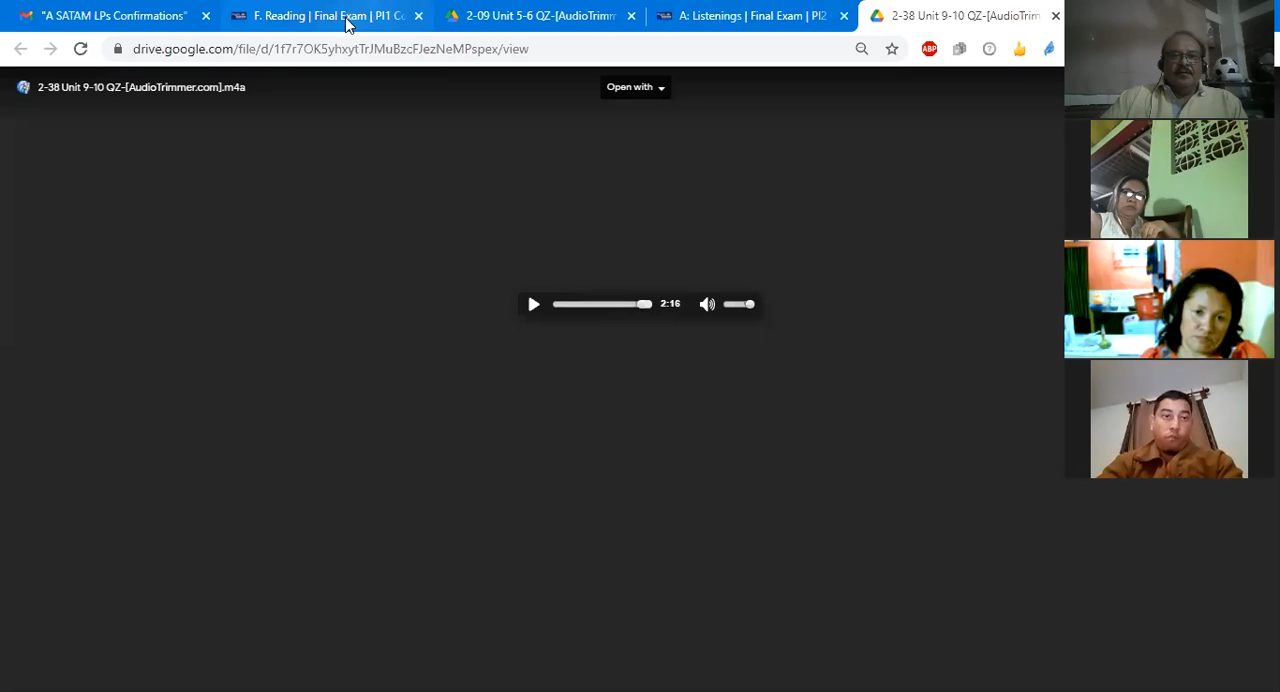 "A SATAM LPs Confirmations"
F. Reading | Final Exam | PI1 Co
2-09 Unit 5-6 QZ-[AudioTrimm
A: Listenings | Final Exam | PI2
2-38 Unit 9-10 QZ-[AudioTrim
drive.google.com/file/d/1f7r7OK5yhxytTrJMuBzcFJezNeMPspex/view
ABP
2-38 Unit 9-10 QZ-[AudioTrimmer.com].m4a
Open with
2:16